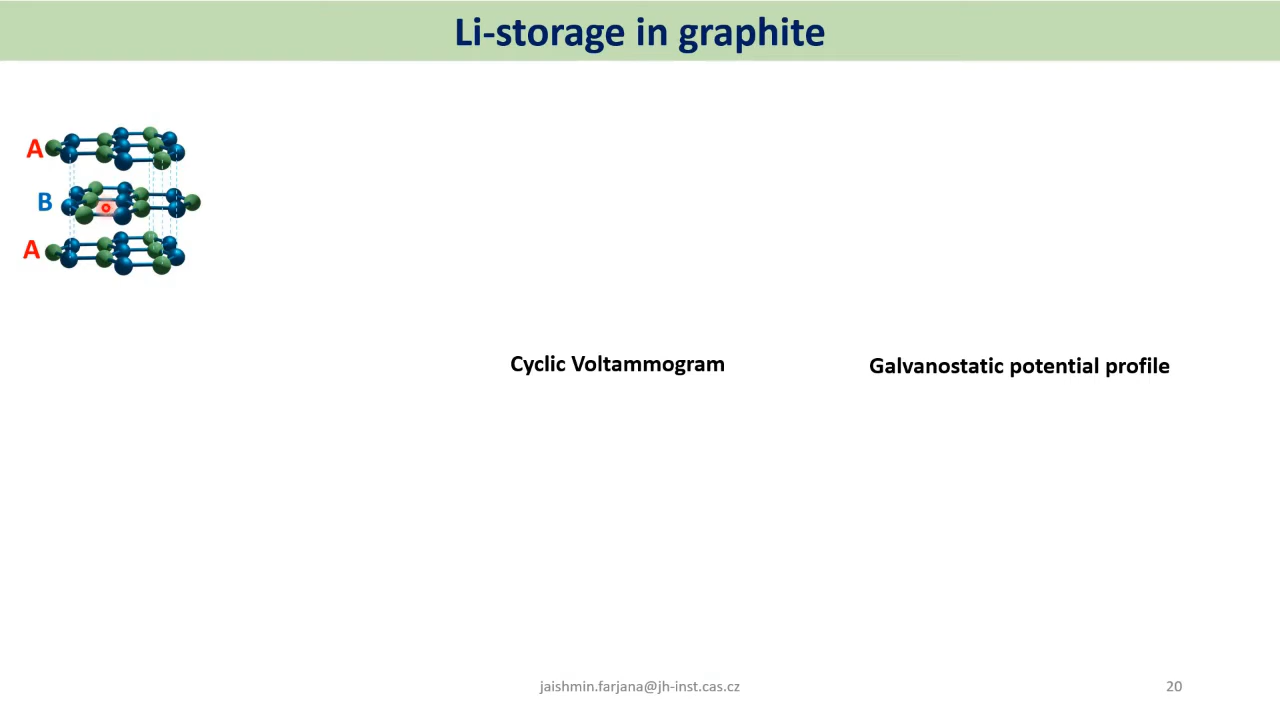 Li-storage in graphite
A
B
A
Cyclic Voltammogram
Galvanostatic potential profile
jaishmin.farjana@jh-inst.cas.cz
20